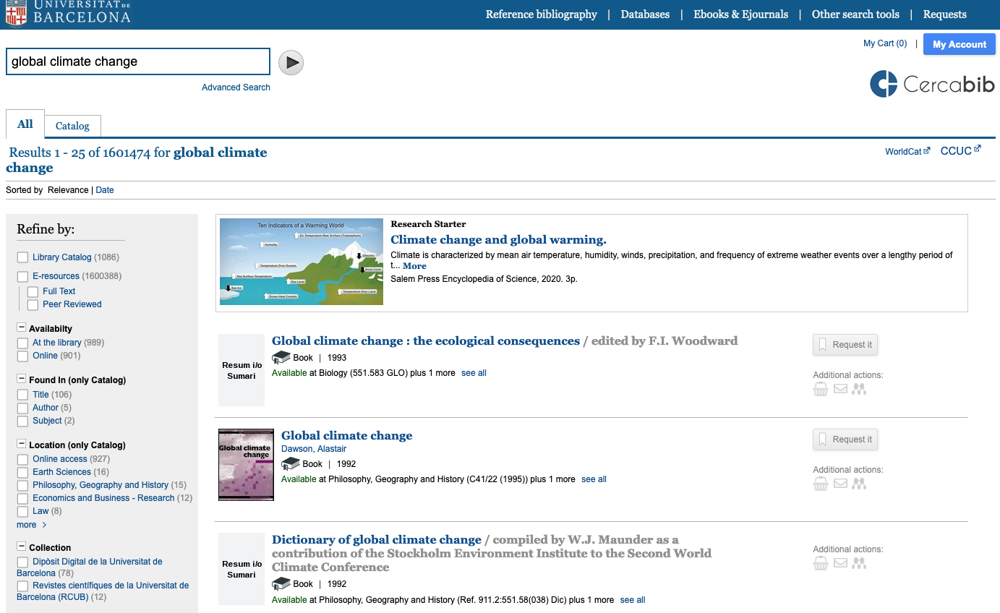 UNIVERSITAT DE
BARCELONA
Reference bibliography | Databases | Ebooks & Ejournals | Other search tools | Requests
My Cart (0) | My Account
global climate change
Advanced Search
Cercabib
All
Catalog
Results 1 - 25 of 1601474 for global climate
change
WorldCat
CCUC
Sorted by Relevance | Date
Refine by:
Library Catalog (1086)
E-resources (1600388)
Full Text
Peer Reviewed
Availabilty
At the library (989)
Online (901)
Found In (only Catalog)
Title (106)
Author (5)
Subject (2)
Location (only Catalog)
Online access (927)
Earth Sciences (16)
Philosophy, Geography and History (15)
Economics and Business - Research (12)
Law (8)
more >
Collection
Dipòsit Digital de la Universitat de
Barcelona (78)
Revistes científiques de la Universitat de
Barcelona (RCUB) (12)
Ten Indicators of a Warming World
Air Temperature Near Surface (Troposphere)
Humidity
Glaciers
Snow Cover
Temperature Over Oceans
Sea Surface Temperature
Sea Level
Sea Ice
Ocean Heat Content
Temperature Over Land
Research Starter
Climate change and global warming.
Climate is characterized by mean air temperature, humidity, winds, precipitation, and frequency of extreme weather events over a lengthy period of
t... More
Salem Press Encyclopedia of Science, 2020. 3p.
Resum i/o
Sumari
Global climate change : the ecological consequences / edited by F.I. Woodward
Book | 1993
Available at Biology (551.583 GLO) plus 1 more see all
Request it
Additional actions:
Global climate
change
Global climate change
Dawson, Alastair
Book | 1992
Available at Philosophy, Geography and History (C41/22 (1995)) plus 1 more see all
Request it
Additional actions:
Resum i/o
Sumari
Dictionary of global climate change / compiled by W.J. Maunder as a
contribution of the Stockholm Environment Institute to the Second World
Climate Conference
Book | 1992
Available at Philosophy, Geography and History (Ref. 911.2:551.58(038) Dic) plus 1 more see all
Additional actions: